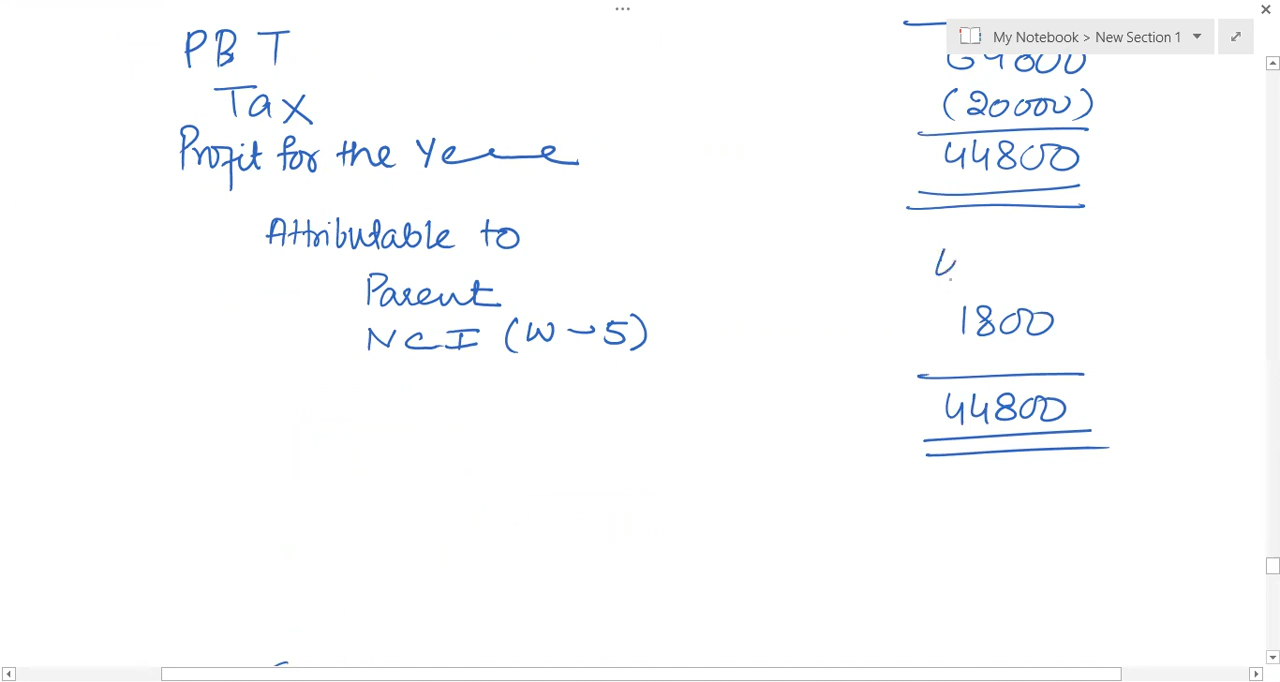 ...
My Notebook > New Section 1
PBT 64800
Tax (20000)
Profit for the Year 44800
Attributable to
Parent
NCI (W-5) 1800
44800